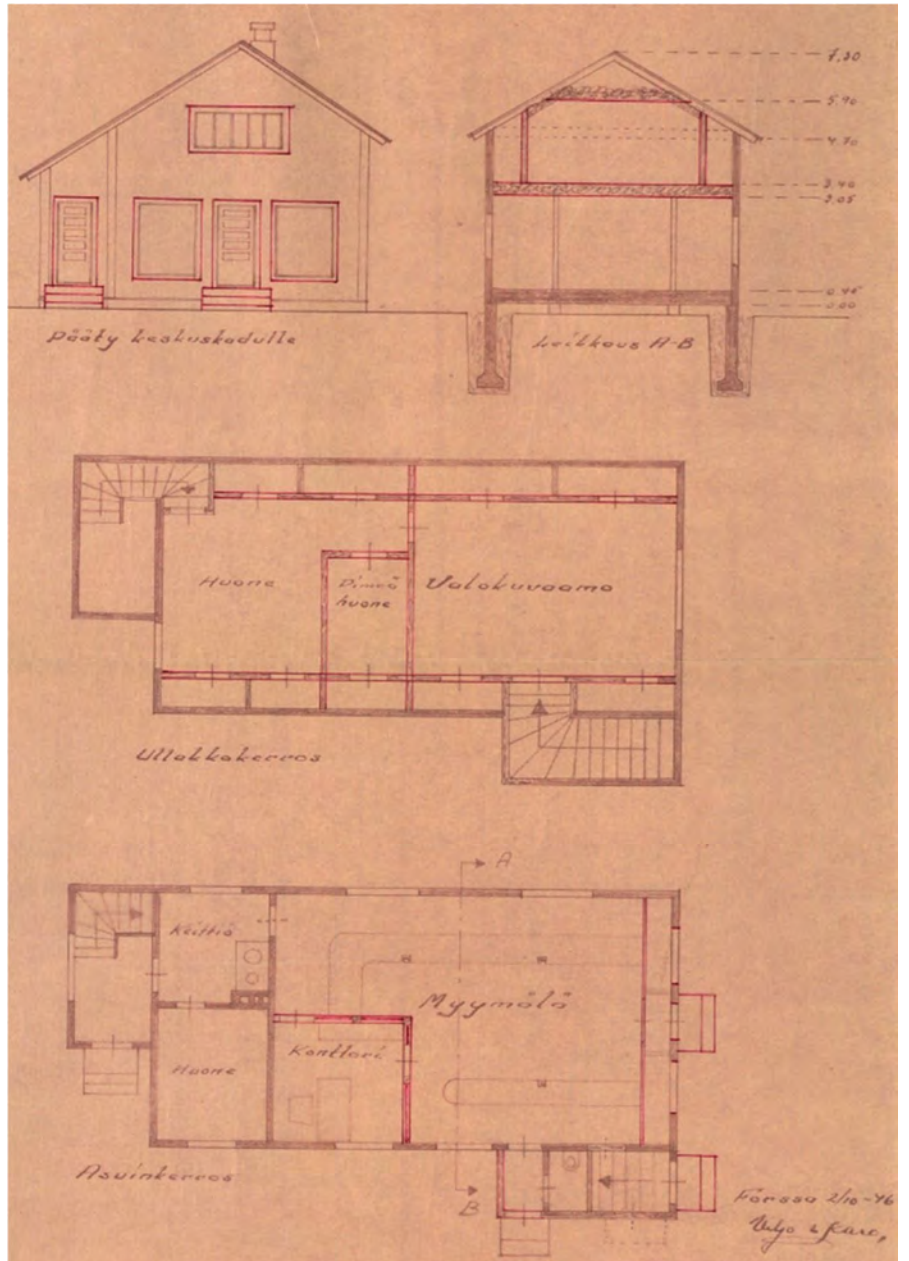 7,30
5,90
4,70
3,40
3,05
0,45
0,00
Pääty keskuskadulle
Leikkaus A-B
Huone
Pimeä
huone
Valokuvaamo
Ullakkokerros
A
Keittiö
Myymälä
Konttori
Huone
Asuinkerros
B
Forssa 2/10-46